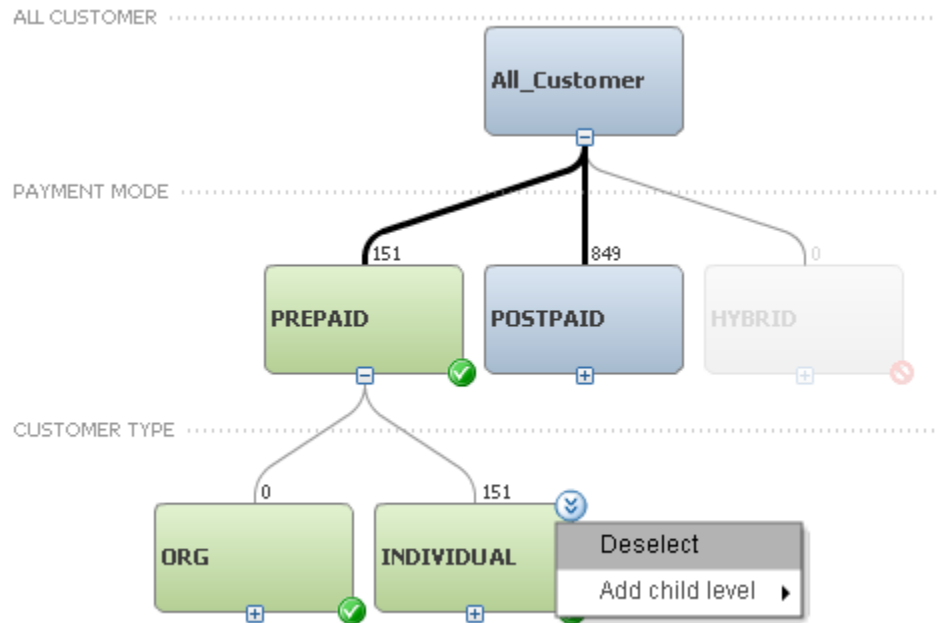 ALL CUSTOMER
All_Customer
PAYMENT MODE
151
849
0
PREPAID
POSTPAID
HYBRID
CUSTOMER TYPE
0
151
ORG
INDIVIDUAL
Deselect
Add child level